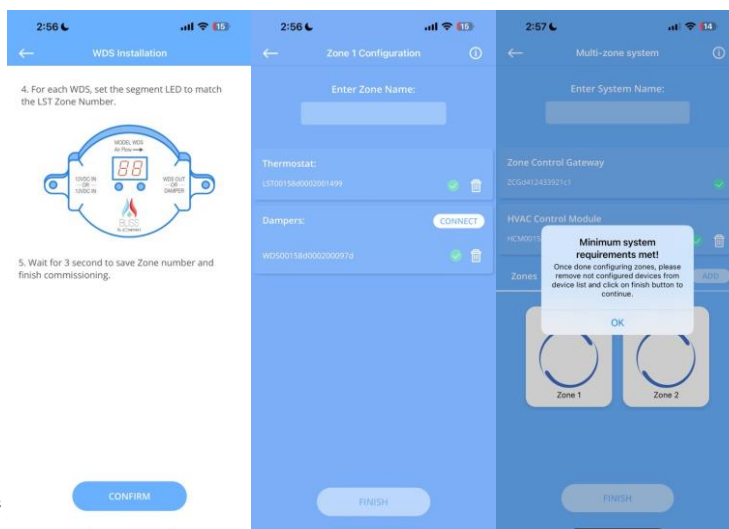 2:56
15
WDS Installation
4. For each WDS, set the segment LED to match
the LST Zone Number.
MODEL WDS
Air Flow
10VDC IN
OR
10VDC IN
88
WDS OUT
OR
DAMPER
BLISS
5. Wait for 3 second to save Zone number and
finish commissioning.
CONFIRM
2:56
15
Zone 1 Configuration
Enter Zone Name:
Thermostat:
LST00158d0002001499
Dampers:
CONNECT
WDS00158d000200097d
FINISH
2:57
14
Multi-zone system
Enter System Name:
Zone Control Gateway
ZCGd412433921c1
HVAC Control Module
HCM0015
Minimum system
requirements met!
Once done configuring zones, please
remove not configured devices from
device list and click on finish button to
continue.
OK
Zones
ADD
Zone 1
Zone 2
FINISH